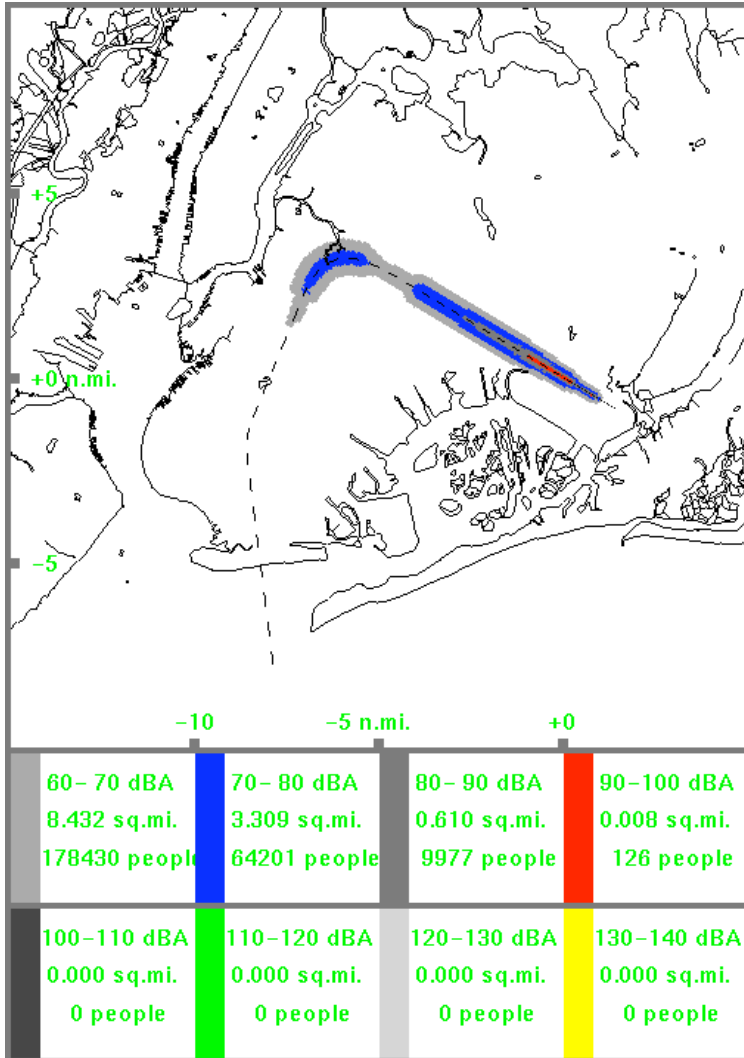 +5
+0 n.mi.
-5
-10 -5 n.mi. +0
60-70 dBA 70-80 dBA 80-90 dBA 90-100 dBA
8.432 sq.mi. 3.309 sq.mi. 0.610 sq.mi. 0.008 sq.mi.
178430 people 64201 people 9977 people 126 people
100-110 dBA 110-120 dBA 120-130 dBA 130-140 dBA
0.000 sq.mi. 0.000 sq.mi. 0.000 sq.mi. 0.000 sq.mi.
0 people 0 people 0 people 0 people